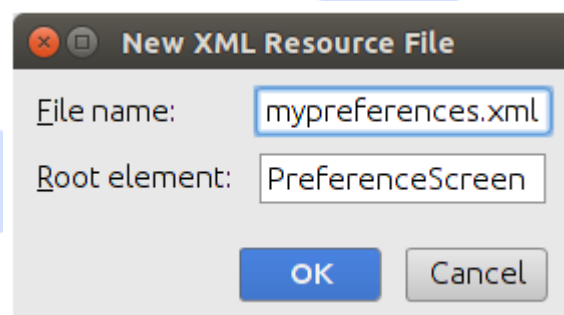 New XML Resource File
File name: mypreferences.xml
Root element: PreferenceScreen
OK Cancel